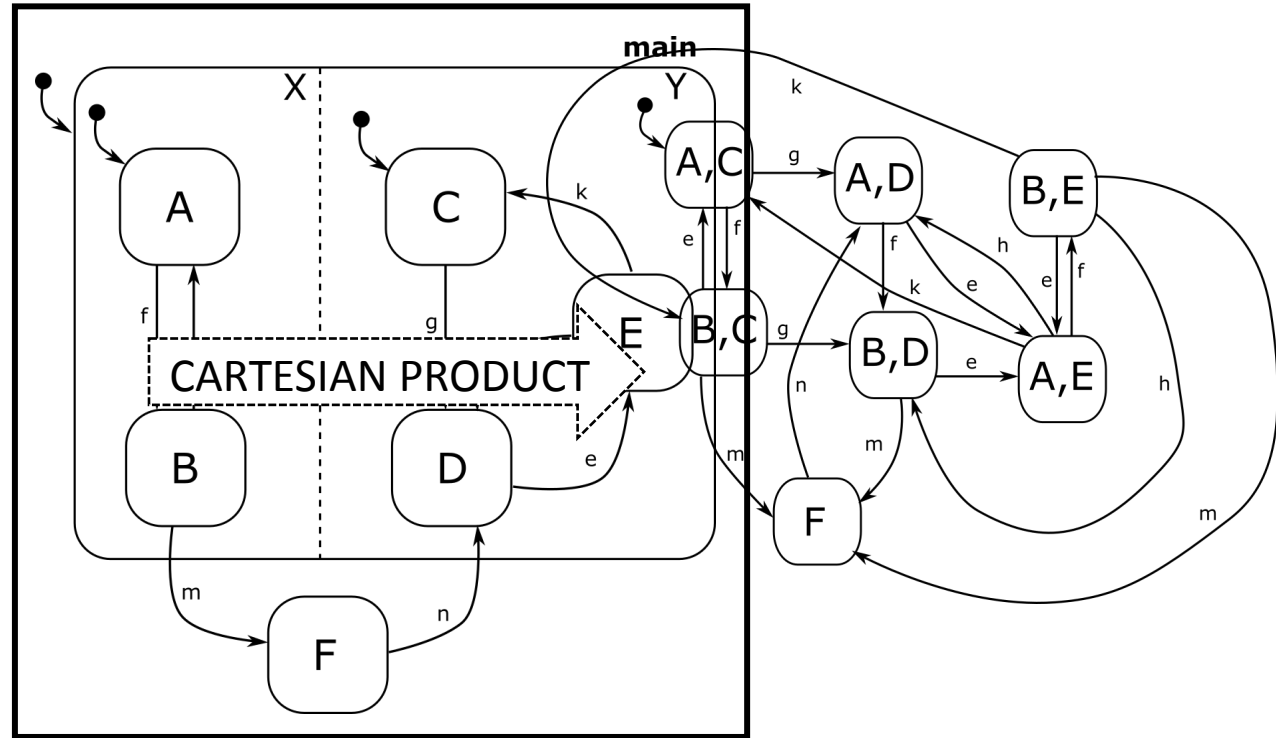 main
X
Y
k
A
C
k
A,C
g
A,D
B,E
e
f
f
h
e
e
f
k
f
g
E
B,C
g
B,D
e
A,E
CARTESIAN PRODUCT
n
h
B
D
e
m
m
F
m
m
n
F